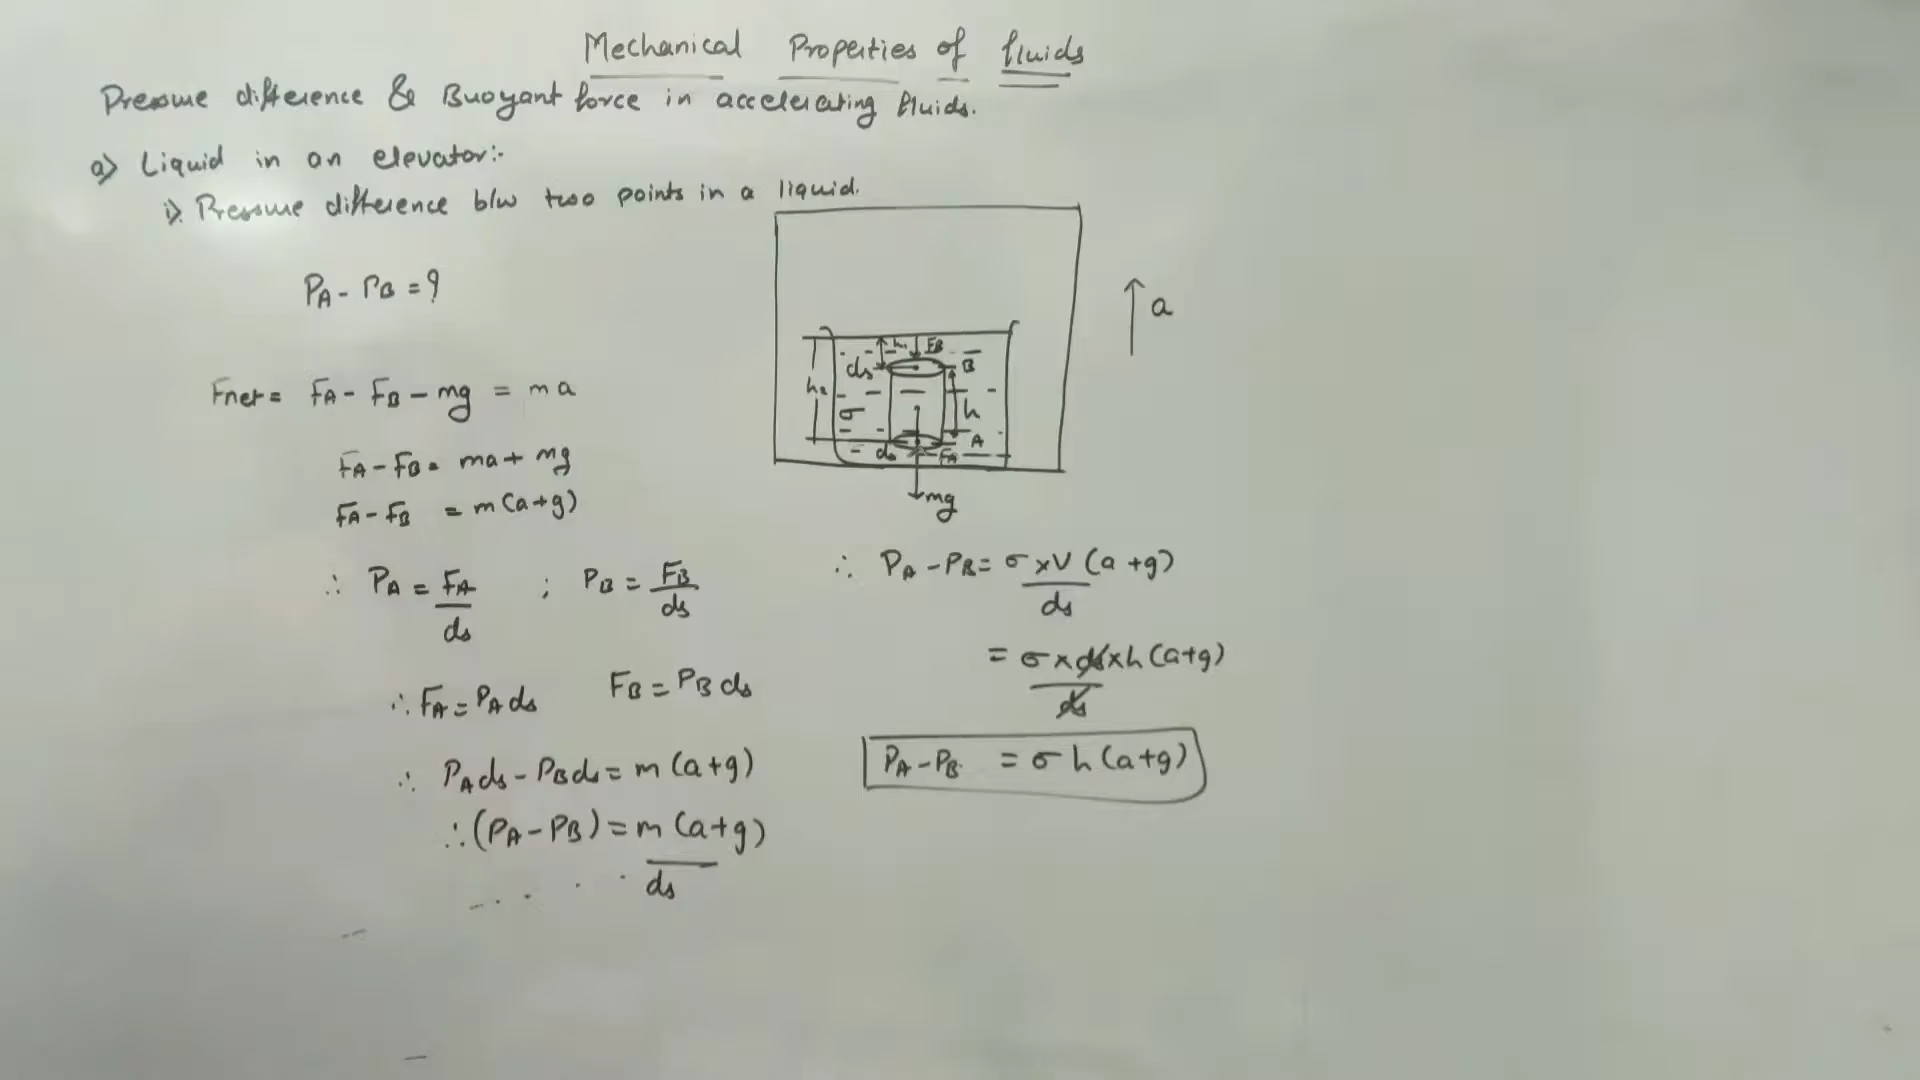 Mechanical Properties of fluids
Pressure difference & Buoyant force in accelerating fluids.
a) Liquid in an elevator:-
i) Pressure difference b/w two points in a liquid.
PA - PB = ?
a
h1 FB
ds B
h2
σ h
A
ds FA
mg
Fnet = FA - FB - mg = ma
FA - FB = ma + mg
FA - FB = m(a+g)
∴ PA = FA/ds ; PB = FB/ds
∴ FA = PA ds FB = PB ds
∴ PA ds - PB ds = m(a+g)
∴ (PA - PB) = m(a+g)/ds
∴ PA - PB = σ×V(a+g)/ds
= σ×ds×h(a+g)/ds
PA - PB = σh(a+g)